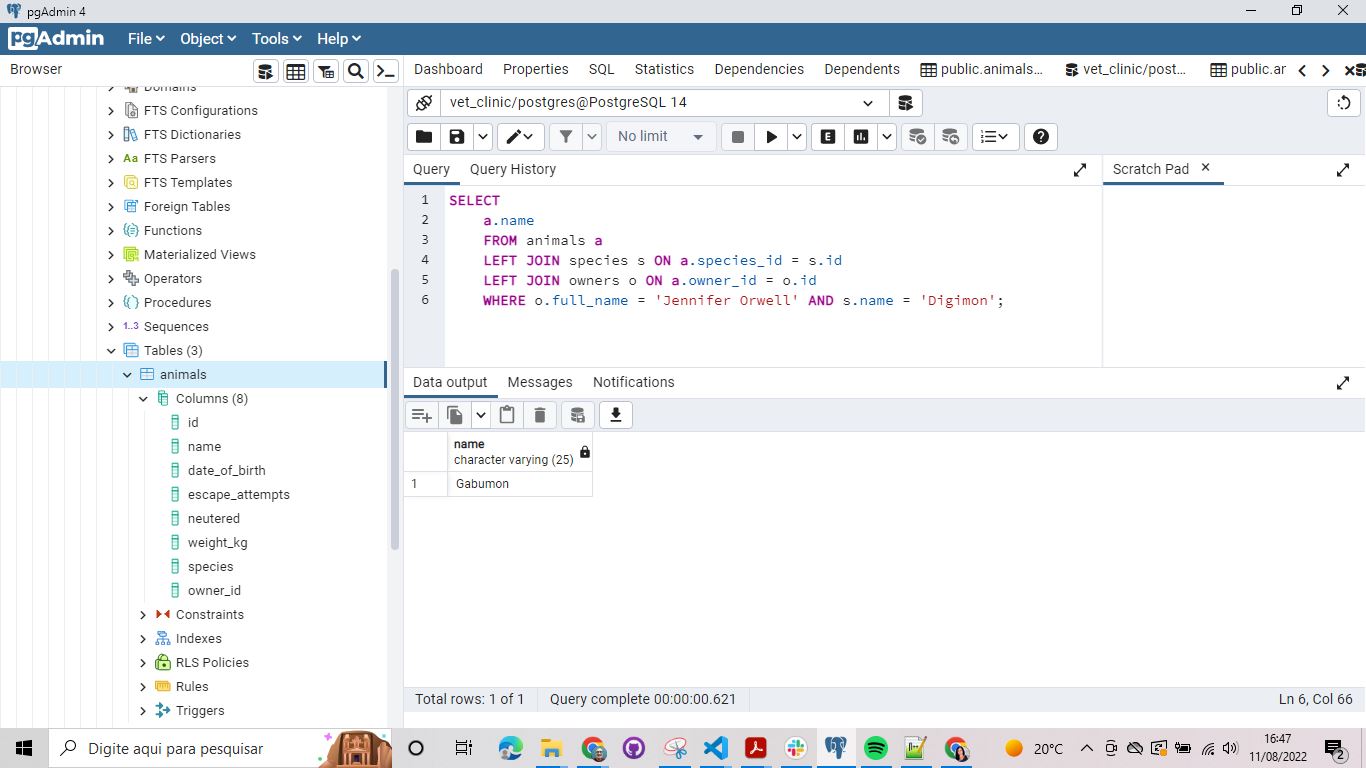 pgAdmin 4
pgAdmin File Object Tools Help
Browser
Dashboard Properties SQL Statistics Dependencies Dependents public.animals... vet_clinic/post... public.ar
Domains
FTS Configurations
FTS Dictionaries
Aa FTS Parsers
FTS Templates
Foreign Tables
Functions
Materialized Views
Operators
Procedures
1..3 Sequences
Tables (3)
animals
Columns (8)
id
name
date_of_birth
escape_attempts
neutered
weight_kg
species
owner_id
Constraints
Indexes
RLS Policies
Rules
Triggers
vet_clinic/postgres@PostgreSQL 14
No limit
E
Query Query History
Scratch Pad
1 SELECT
2 a.name
3 FROM animals a
4 LEFT JOIN species s ON a.species_id = s.id
5 LEFT JOIN owners o ON a.owner_id = o.id
6 WHERE o.full_name = 'Jennifer Orwell' AND s.name = 'Digimon';
Data output Messages Notifications
name
character varying (25)
1 Gabumon
Total rows: 1 of 1 Query complete 00:00:00.621 Ln 6, Col 66
Digite aqui para pesquisar
20°C
16:47
11/08/2022
2